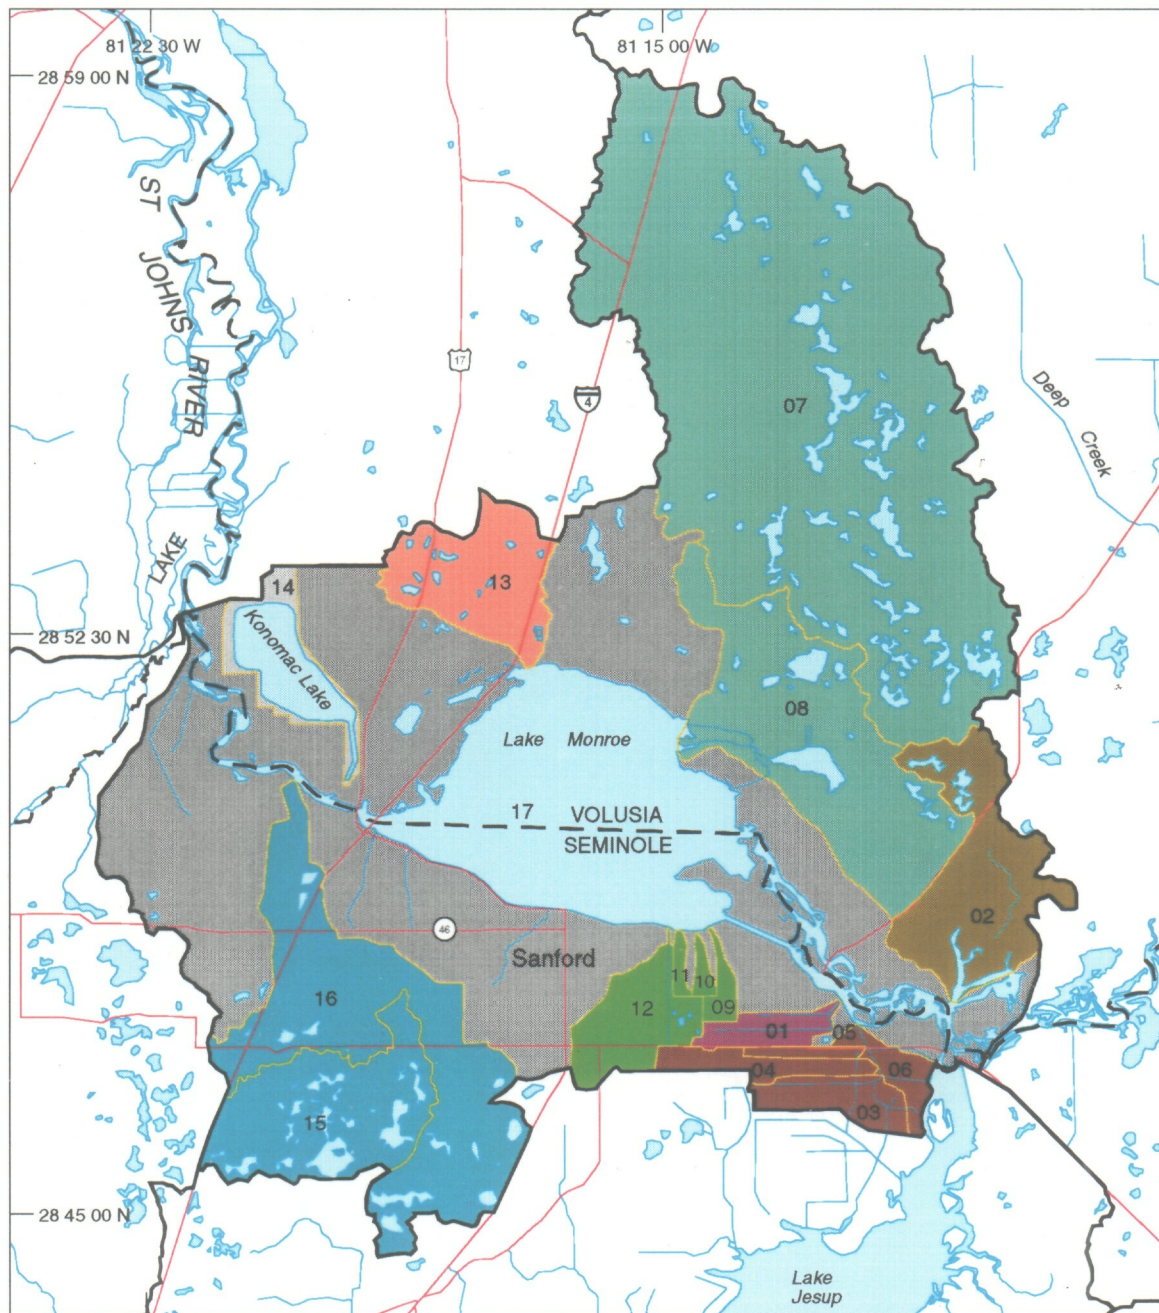 81 22 30 W
81 15 00 W
28 59 00 N
ST JOHNS RIVER
17
4
07
Deep Creek
LAKE
13
14
28 52 30 N
Konomac Lake
08
Lake Monroe
17
VOLUSIA
SEMINOLE
02
46
Sanford
11
10
16
12
09
01
05
04
06
03
15
28 45 00 N
Lake
Jesup